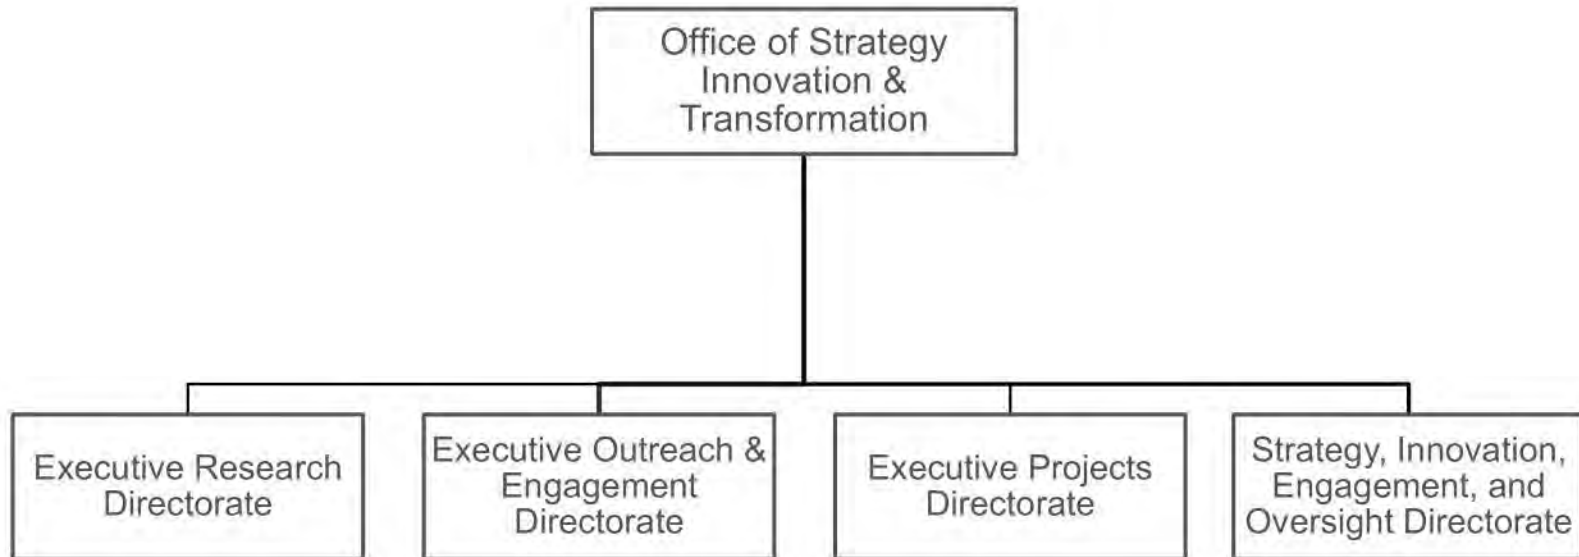 Office of Strategy
Innovation &
Transformation
Executive Research
Directorate
Executive Outreach &
Engagement
Directorate
Executive Projects
Directorate
Strategy, Innovation,
Engagement, and
Oversight Directorate